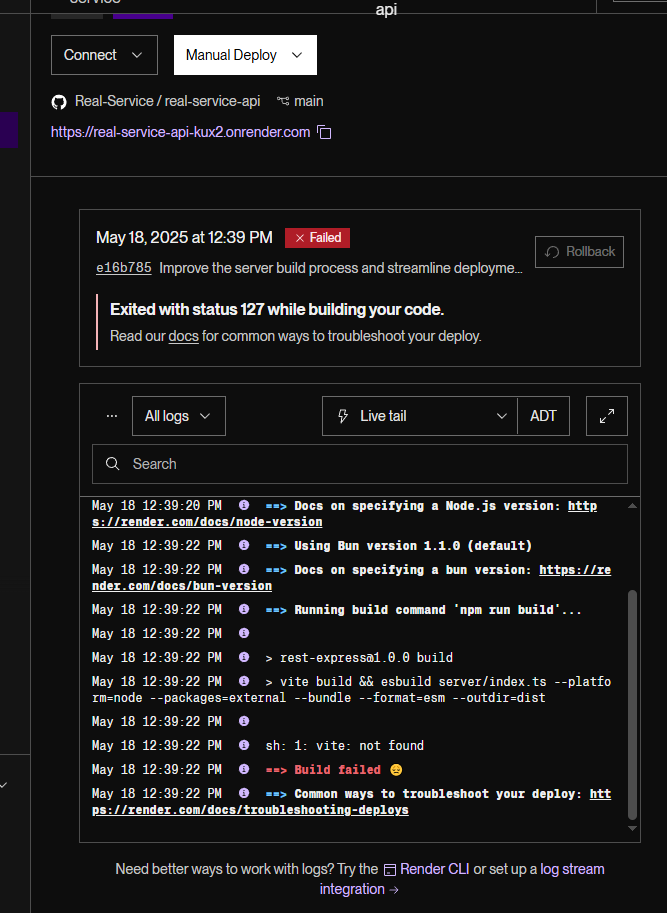 service
api
Connect
Manual Deploy
Real-Service / real-service-api main
https://real-service-api-kux2.onrender.com
May 18, 2025 at 12:39 PM Failed
Rollback
e16b785 Improve the server build process and streamline deployme...
Exited with status 127 while building your code.
Read our docs for common ways to troubleshoot your deploy.
... All logs Live tail ADT
Search
May 18 12:39:20 PM ==> Docs on specifying a Node.js version: http
s://render.com/docs/node-version
May 18 12:39:22 PM ==> Using Bun version 1.1.0 (default)
May 18 12:39:22 PM ==> Docs on specifying a bun version: https://re
nder.com/docs/bun-version
May 18 12:39:22 PM ==> Running build command 'npm run build'...
May 18 12:39:22 PM
May 18 12:39:22 PM > rest-express@1.0.0 build
May 18 12:39:22 PM > vite build && esbuild server/index.ts --platfo
rm=node --packages=external --bundle --format=esm --outdir=dist
May 18 12:39:22 PM
May 18 12:39:22 PM sh: 1: vite: not found
May 18 12:39:22 PM ==> Build failed 😞
May 18 12:39:22 PM ==> Common ways to troubleshoot your deploy: htt
ps://render.com/docs/troubleshooting-deploys
Need better ways to work with logs? Try the Render CLI or set up a log stream
integration →